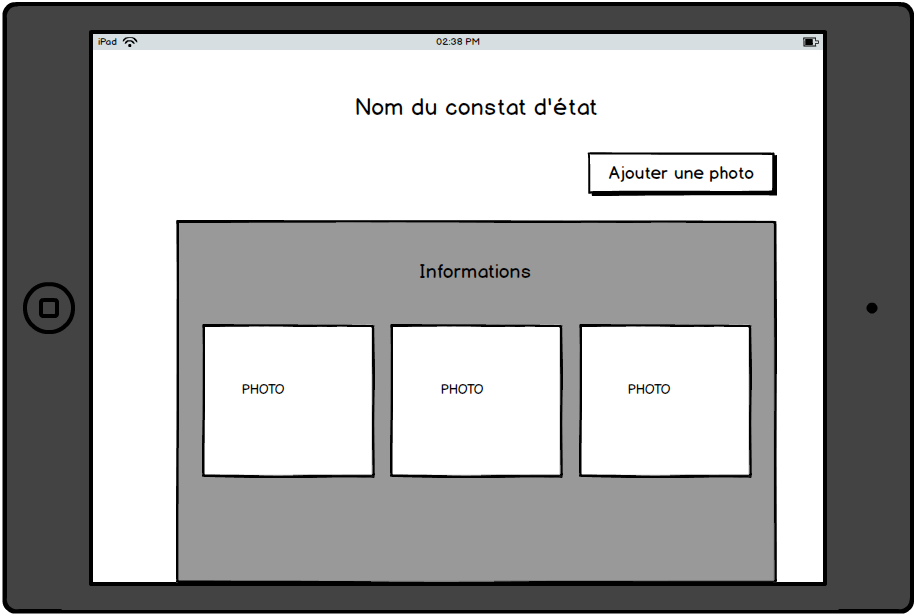 iPad 02:38 PM
Nom du constat d'état
Ajouter une photo
Informations
PHOTO PHOTO PHOTO